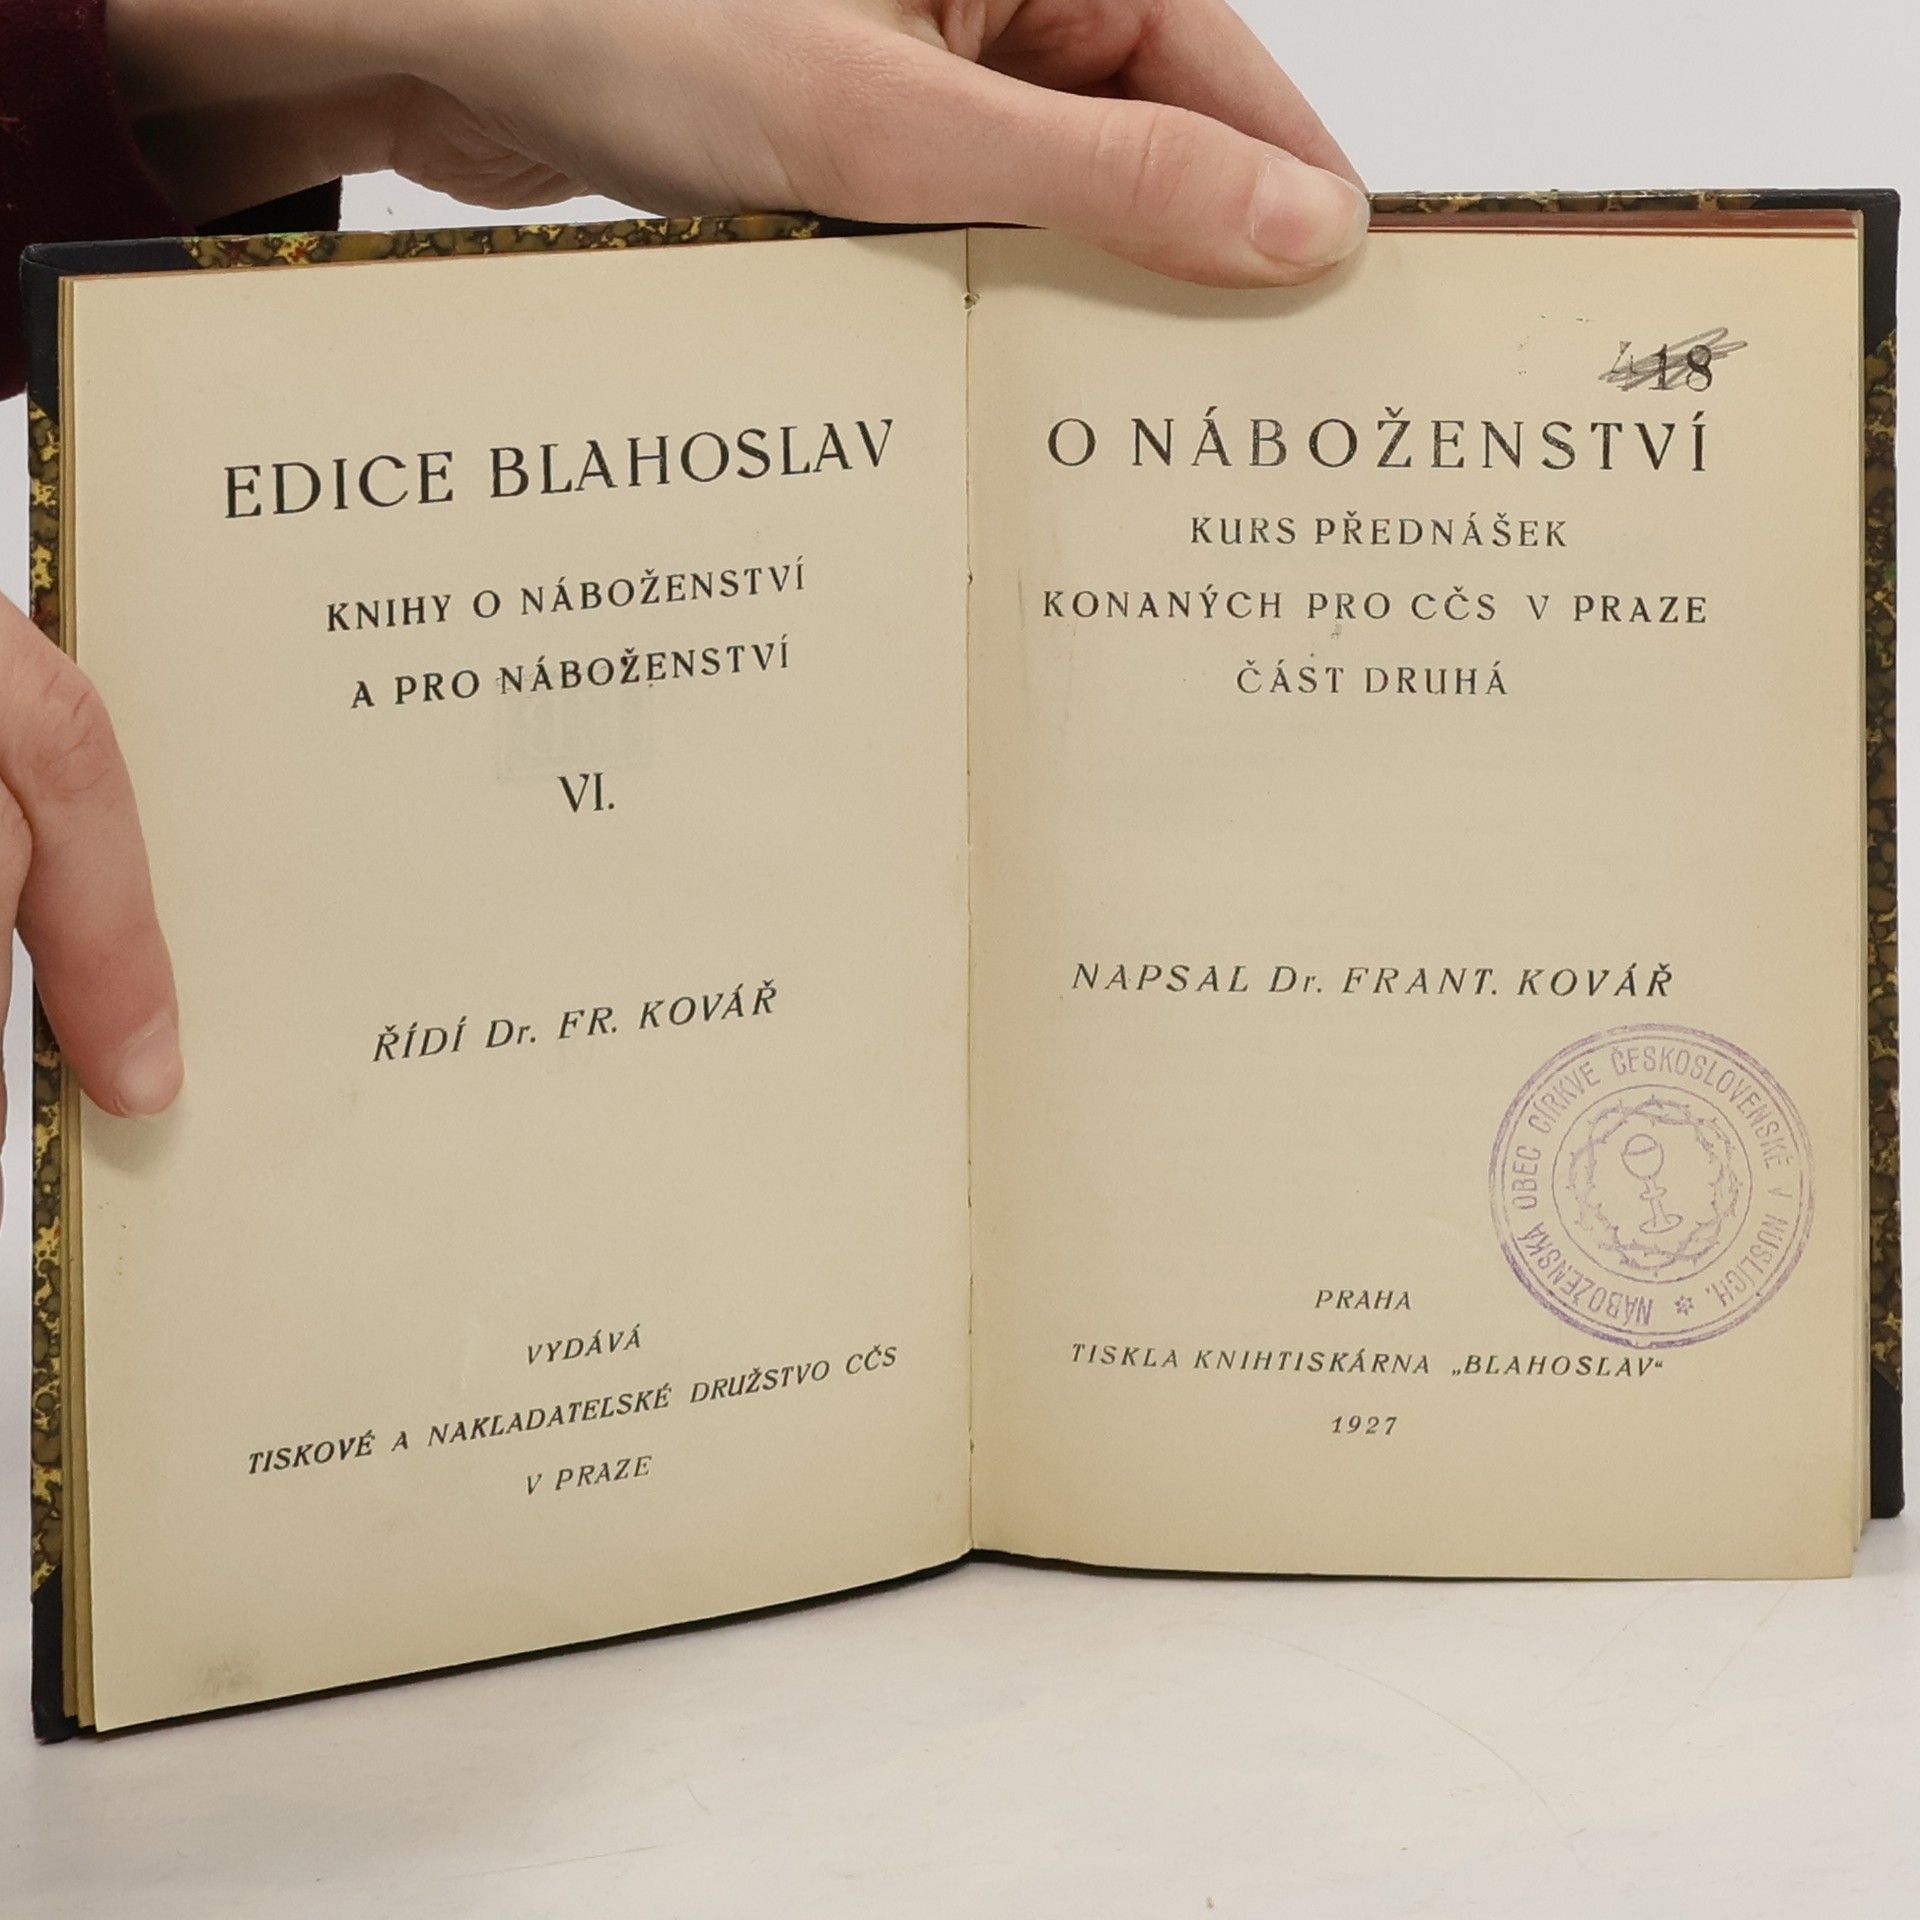 EDICE BLAHOSLAV
KNIHY O NÁBOŽENSTVÍ
A PRO NÁBOŽENSTVÍ
VI.
ŘÍDÍ Dr. FR. KOVÁŘ
VYDÁVÁ
TISKOVÉ A NAKLADATELSKÉ DRUŽSTVO CČS
V PRAZE
418
O NÁBOŽENSTVÍ
KURS PŘEDNÁŠEK
KONANÝCH PRO CČS V PRAZE
ČÁST DRUHÁ
NAPSAL Dr. FRANT. KOVÁŘ
NÁBOŽENSKÁ OBEC CÍRKVE ČESKOSLOVENSKÉ V NUSLÍCH.
PRAHA
TISKLA KNIHTISKÁRNA „BLAHOSLAV“
1927